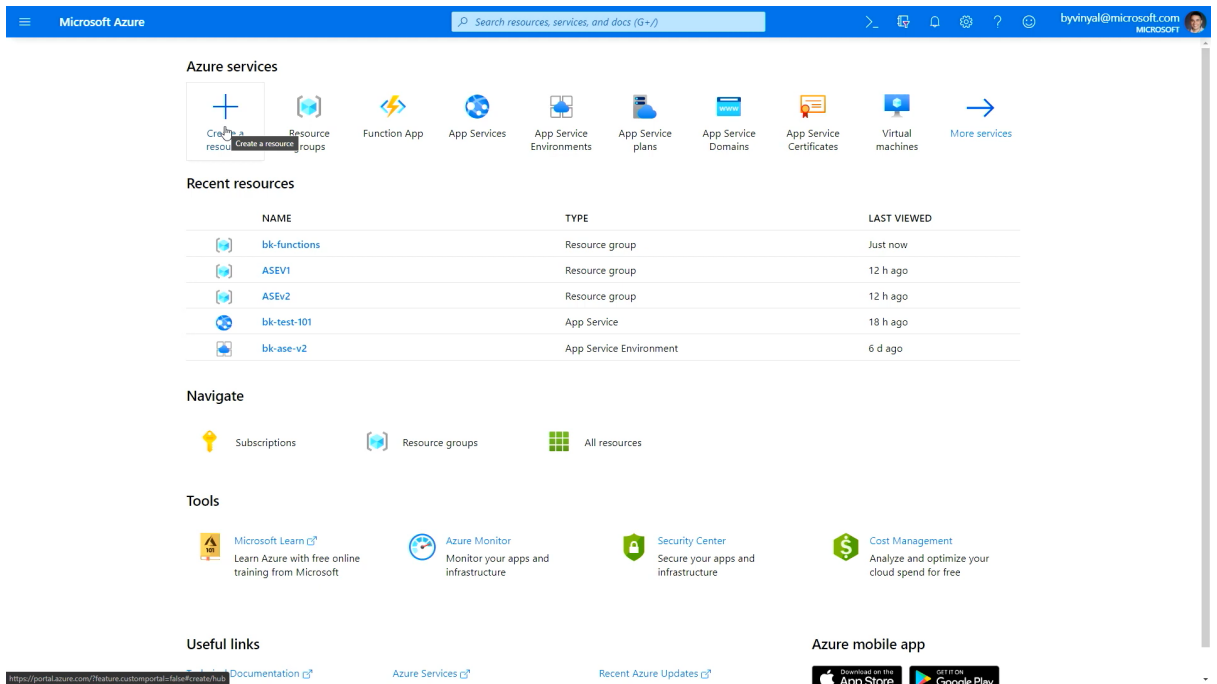 Microsoft Azure
Search resources, services, and docs (G+/)
byvinyal@microsoft.com
MICROSOFT
Azure services
Create a
Create a resource
Resource
groups
Function App
App Services
App Service
Environments
App Service
plans
App Service
Domains
App Service
Certificates
Virtual
machines
More services
Recent resources
NAME TYPE LAST VIEWED
bk-functions Resource group Just now
ASEV1 Resource group 12 h ago
ASEv2 Resource group 12 h ago
bk-test-101 App Service 18 h ago
bk-ase-v2 App Service Environment 6 d ago
Navigate
Subscriptions Resource groups All resources
Tools
Microsoft Learn
Learn Azure with free online
training from Microsoft
Azure Monitor
Monitor your apps and
infrastructure
Security Center
Secure your apps and
infrastructure
Cost Management
Analyze and optimize your
cloud spend for free
Useful links
Azure mobile app
Documentation Azure Services Recent Azure Updates
Download on the
App Store
GET IT ON
Google Play
https://portal.azure.com/?feature.customportal=false#create/hub